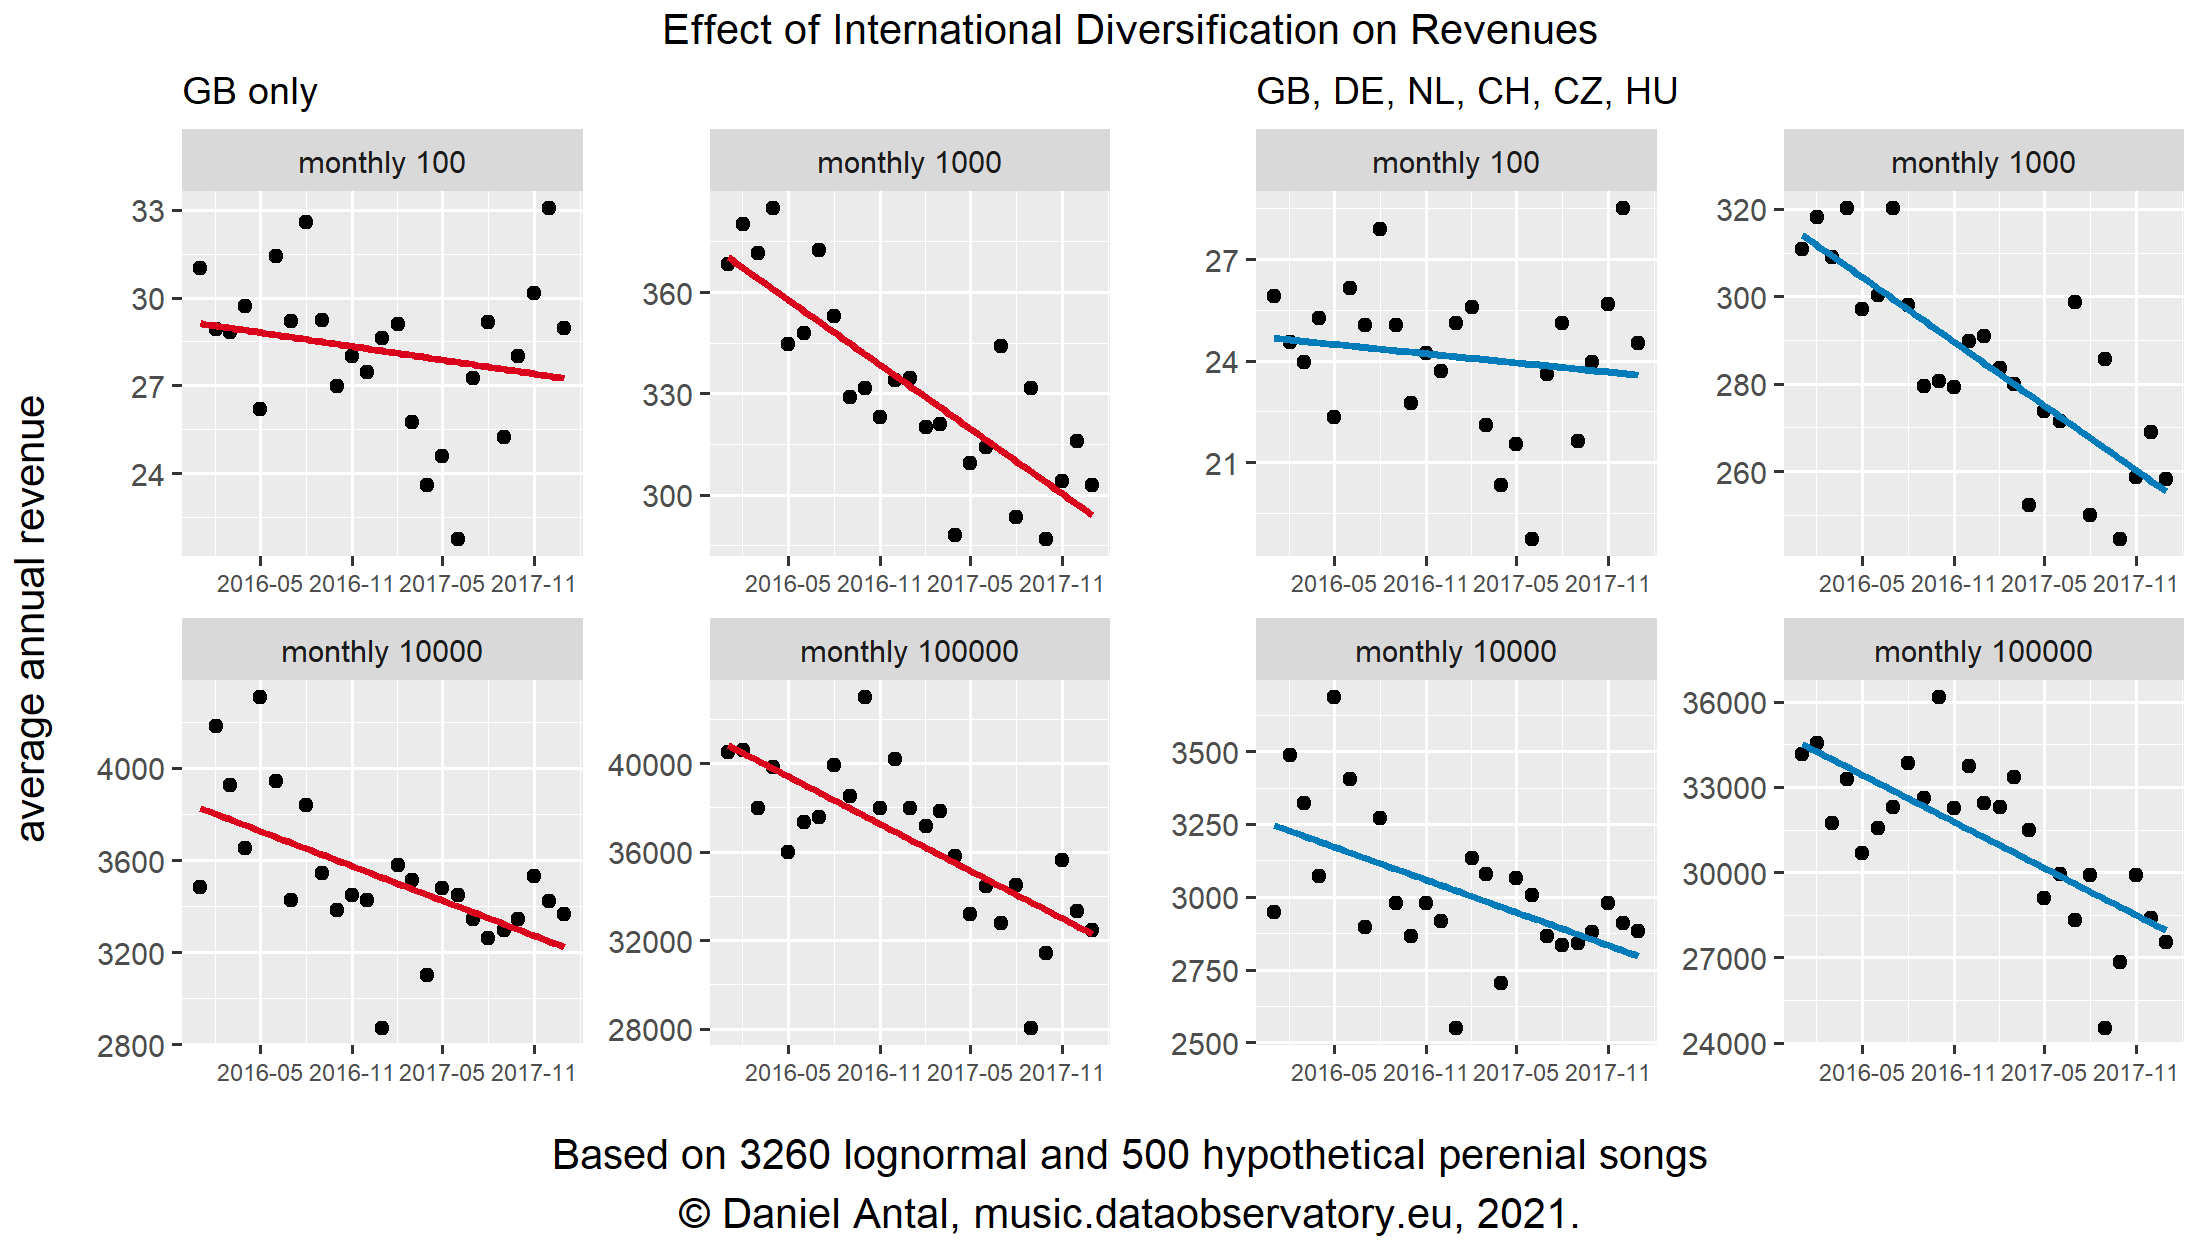 Effect of International Diversification on Revenues
GB only
GB, DE, NL, CH, CZ, HU
average annual revenue
monthly 100
33
30
27
24
2016-05 2016-11 2017-05 2017-11
monthly 1000
360
330
300
2016-05 2016-11 2017-05 2017-11
monthly 100
27
24
21
2016-05 2016-11 2017-05 2017-11
monthly 1000
320
300
280
260
2016-05 2016-11 2017-05 2017-11
monthly 10000
4000
3600
3200
2800
2016-05 2016-11 2017-05 2017-11
monthly 100000
40000
36000
32000
28000
2016-05 2016-11 2017-05 2017-11
monthly 10000
3500
3250
3000
2750
2500
2016-05 2016-11 2017-05 2017-11
monthly 100000
36000
33000
30000
27000
24000
2016-05 2016-11 2017-05 2017-11
Based on 3260 lognormal and 500 hypothetical perenial songs
© Daniel Antal, music.dataobservatory.eu, 2021.